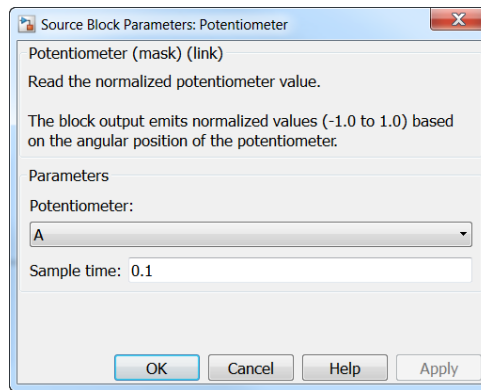 Source Block Parameters: Potentiometer
X
Potentiometer (mask) (link)
Read the normalized potentiometer value.
The block output emits normalized values (-1.0 to 1.0) based
on the angular position of the potentiometer.
Parameters
Potentiometer:
A
Sample time: 0.1
OK Cancel Help Apply